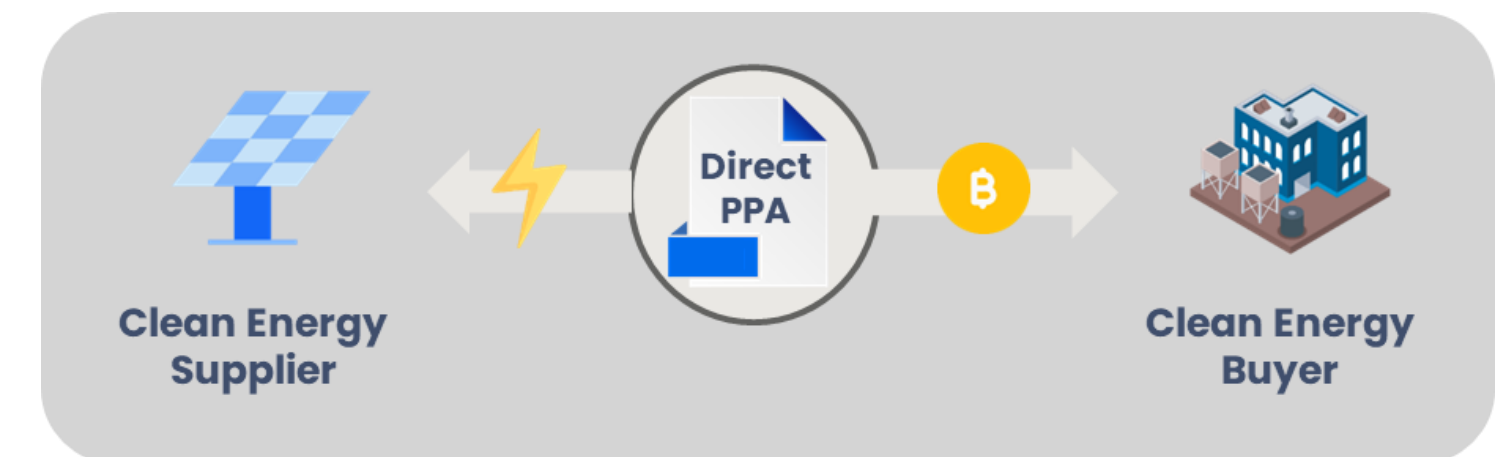 Direct
PPA
฿
Clean Energy
Supplier
Clean Energy
Buyer